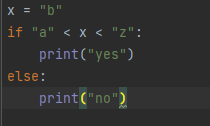 x = "b"
if "a" < x < "z":
    print("yes")
else:
    print("no")